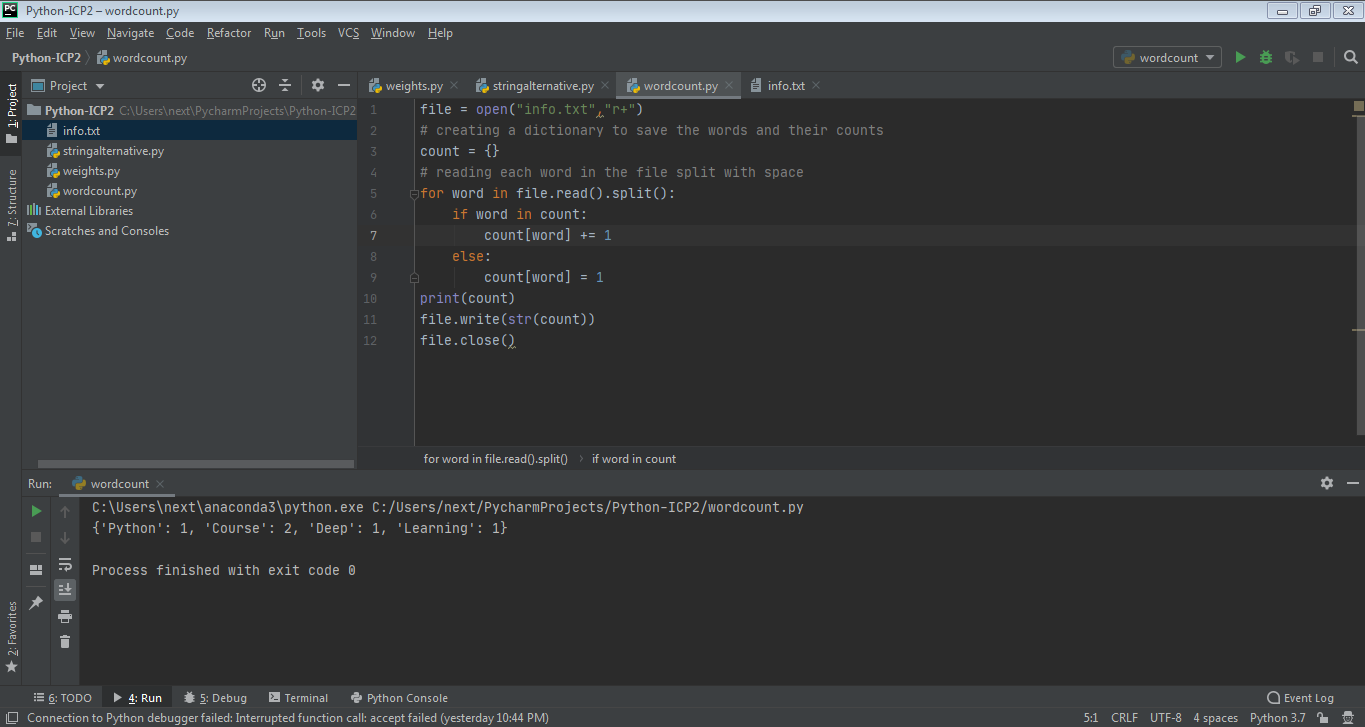 PC Python-ICP2 – wordcount.py
File Edit View Navigate Code Refactor Run Tools VCS Window Help
Python-ICP2 wordcount.py wordcount
1: Project
7: Structure
2: Favorites
Project
Python-ICP2 C:\Users\next\PycharmProjects\Python-ICP2
info.txt
stringalternative.py
weights.py
wordcount.py
External Libraries
Scratches and Consoles
weights.py stringalternative.py wordcount.py info.txt
1 file = open("info.txt","r+")
2 # creating a dictionary to save the words and their counts
3 count = {}
4 # reading each word in the file split with space
5 for word in file.read().split():
6 if word in count:
7 count[word] += 1
8 else:
9 count[word] = 1
10 print(count)
11 file.write(str(count))
12 file.close()
for word in file.read().split() › if word in count
Run: wordcount
C:\Users\next\anaconda3\python.exe C:/Users/next/PycharmProjects/Python-ICP2/wordcount.py
{'Python': 1, 'Course': 2, 'Deep': 1, 'Learning': 1}
Process finished with exit code 0
6: TODO 4: Run 5: Debug Terminal Python Console Event Log
Connection to Python debugger failed: Interrupted function call: accept failed (yesterday 10:44 PM) 5:1 CRLF UTF-8 4 spaces Python 3.7